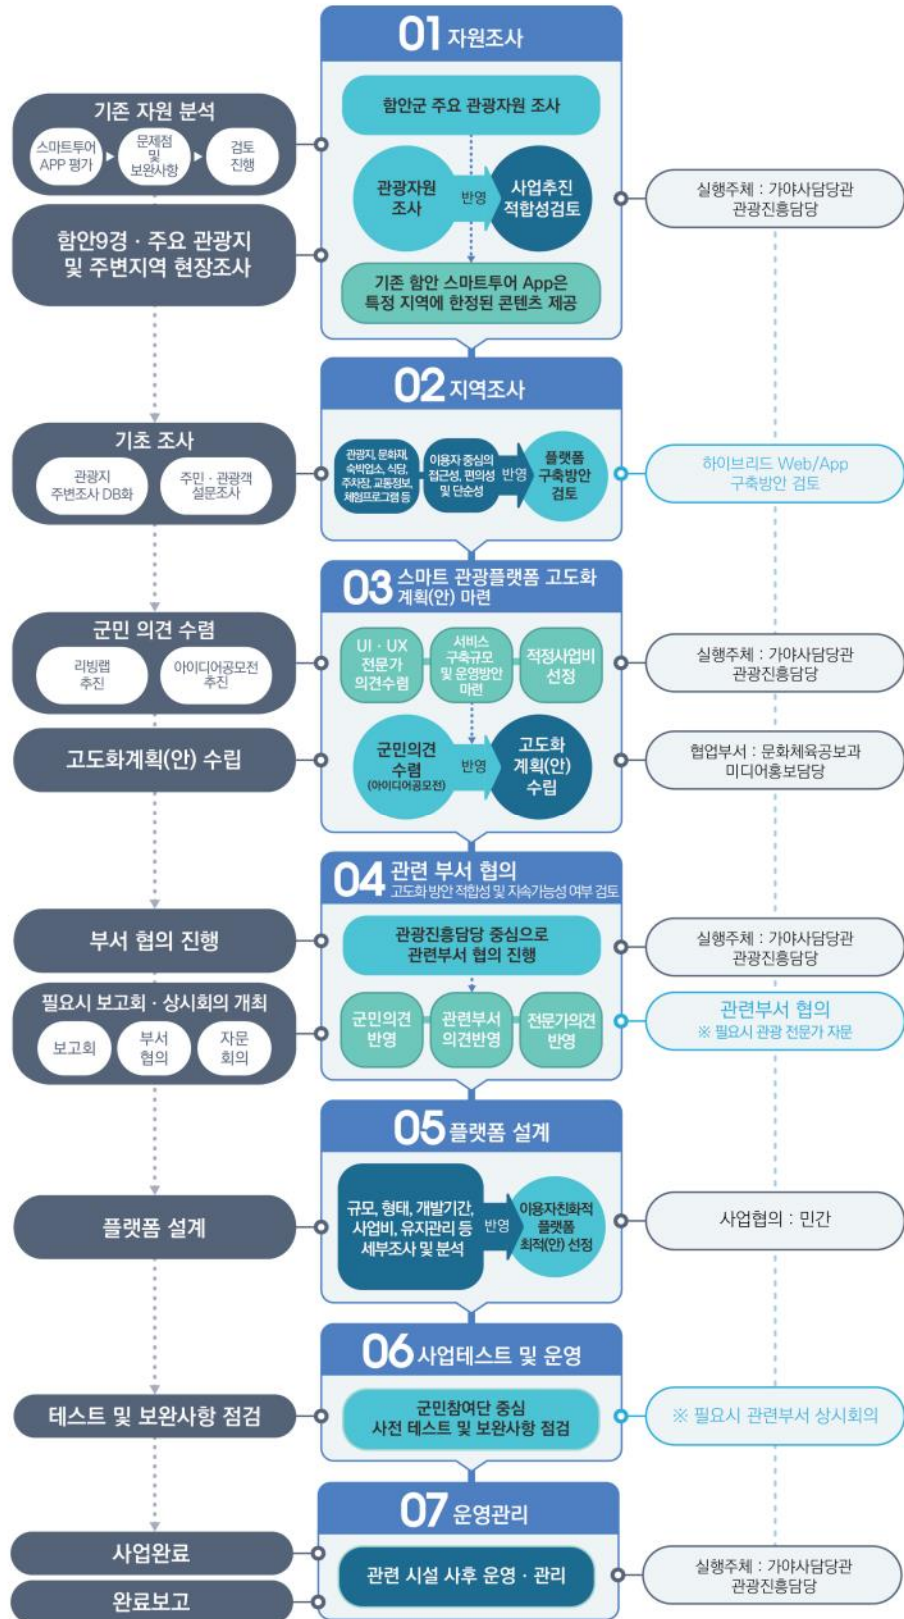 01 자원조사
함안군 주요 관광자원 조사
기존 자원 분석
스마트투어
APP 평가
문제점
및
보완사항
검토
진행
관광자원
조사
반영
사업추진
적합성검토
실행주체 : 가야사담당관
관광진흥담당
함안9경 · 주요 관광지
및 주변지역 현장조사
기존 함안 스마트투어 App은
특정 지역에 한정된 콘텐츠 제공
02 지역조사
기초 조사
관광지
주변조사 DB화
주민 · 관광객
설문조사
관광지, 문화재,
숙박업소, 식당,
주차장, 교통정보,
체험프로그램 등
이용자 중심의
접근성, 편의성
및 단순성
반영
플랫폼
구축방안
검토
하이브리드 Web/App
구축방안 검토
03 스마트 관광플랫폼 고도화
계획(안) 마련
군민 의견 수렴
리빙랩
추진
아이디어공모전
추진
UI · UX
전문가
의견수렴
서비스
구축규모
및 운영방안
마련
적정사업비
선정
실행주체 : 가야사담당관
관광진흥담당
고도화계획(안) 수립
군민의견
수렴
(아이디어공모전)
반영
고도화
계획(안)
수립
협업부서 : 문화체육공보과
미디어홍보담당
04 관련 부서 협의
고도화 방안 적합성 및 지속가능성 여부 검토
부서 협의 진행
관광진흥담당 중심으로
관련부서 협의 진행
실행주체 : 가야사담당관
관광진흥담당
필요시 보고회 · 상시회의 개최
보고회
부서
협의
자문
회의
군민의견
반영
관련부서
의견반영
전문가의견
반영
관련부서 협의
※ 필요시 관광 전문가 자문
05 플랫폼 설계
플랫폼 설계
규모, 형태, 개발기간,
사업비, 유지관리 등
세부조사 및 분석
반영
이용자친화적
플랫폼
최적(안) 선정
사업협의 : 민간
06 사업테스트 및 운영
테스트 및 보완사항 점검
군민참여단 중심
사전 테스트 및 보완사항 점검
※ 필요시 관련부서 상시회의
07 운영관리
사업완료
완료보고
관련 시설 사후 운영 · 관리
실행주체 : 가야사담당관
관광진흥담당